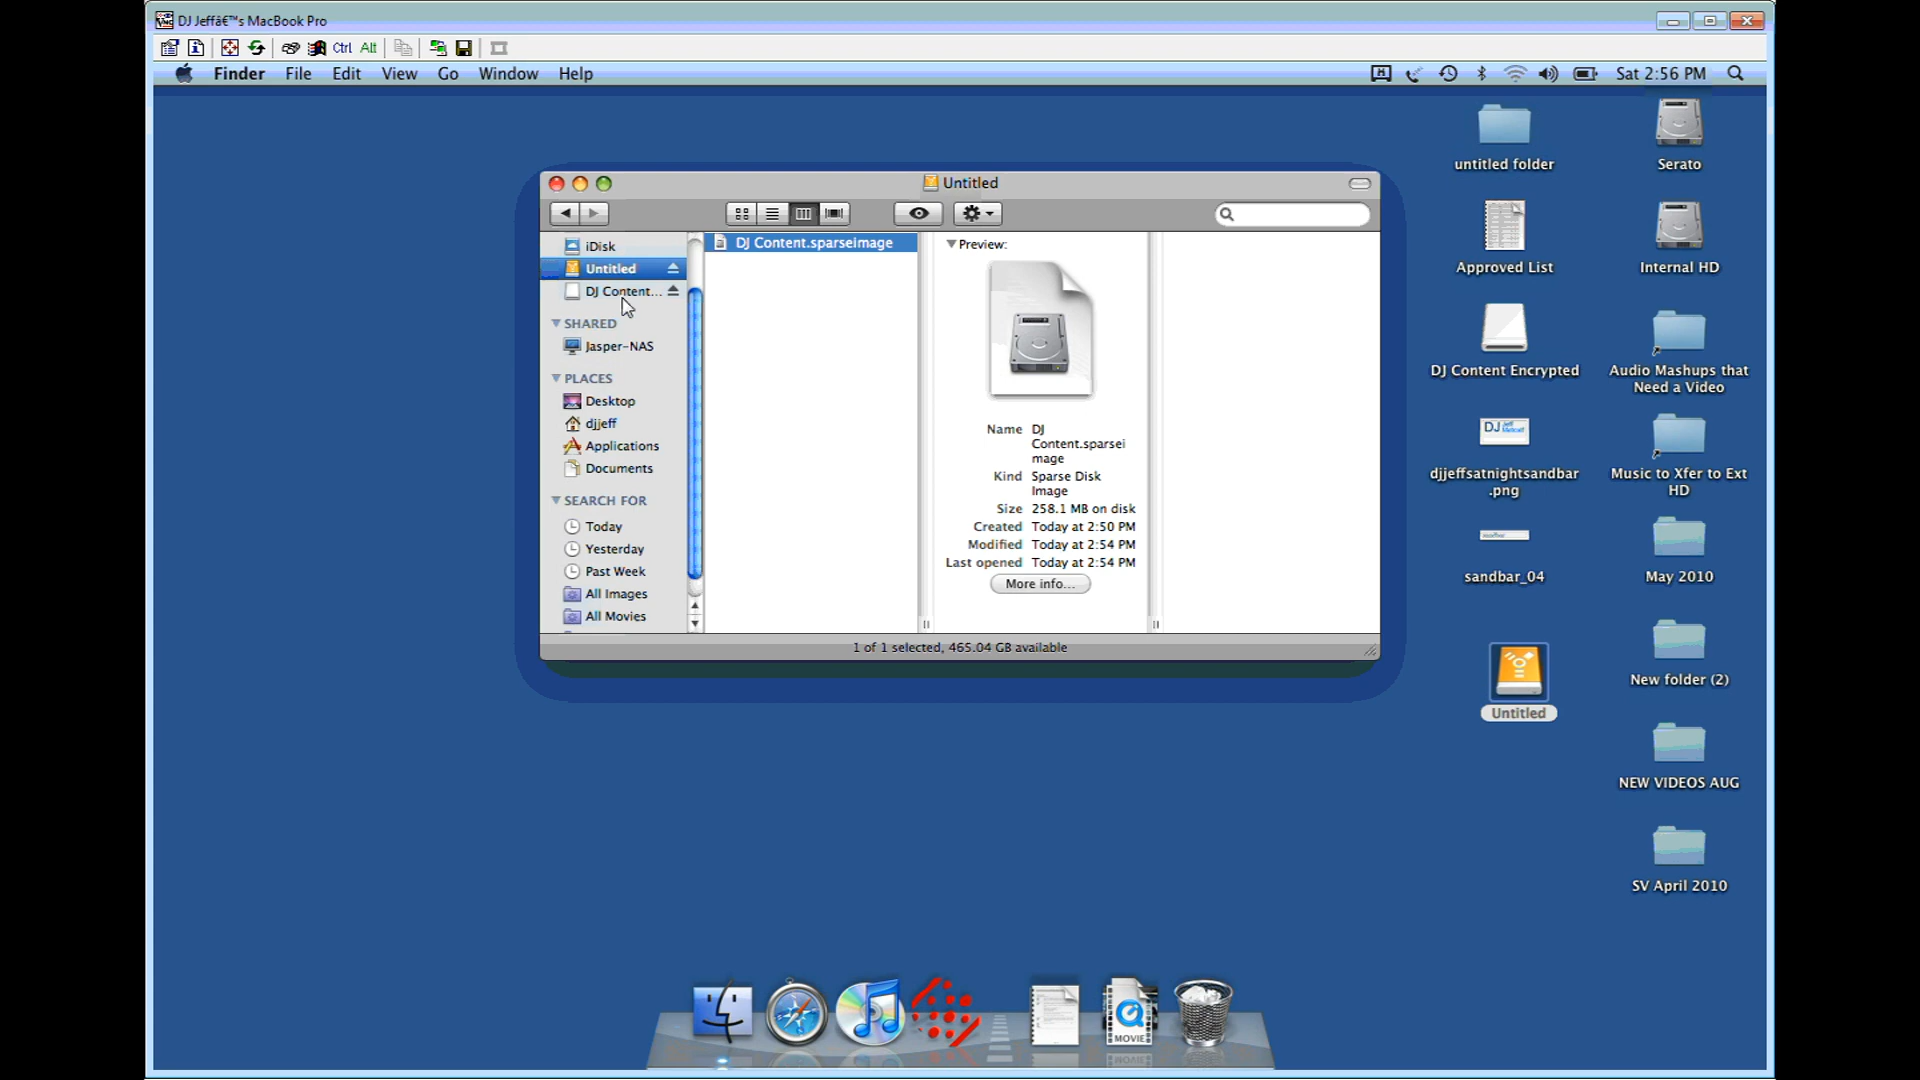 DJ Jeffâ€™s MacBook Pro
Ctrl Alt
Finder File Edit View Go Window Help
Sat 2:56 PM
Untitled
iDisk
Untitled
DJ Content...
SHARED
Jasper-NAS
PLACES
Desktop
djjeff
Applications
Documents
SEARCH FOR
Today
Yesterday
Past Week
All Images
All Movies
DJ Content.sparseimage
Preview:
Name DJ
Content.sparsei
mage
Kind Sparse Disk
Image
Size 258.1 MB on disk
Created Today at 2:50 PM
Modified Today at 2:54 PM
Last opened Today at 2:54 PM
More info...
1 of 1 selected, 465.04 GB available
untitled folder
Serato
Approved List
Internal HD
DJ Content Encrypted
Audio Mashups that
Need a Video
DJ
djjeffsatnightsandbar
.png
Music to Xfer to Ext
HD
sandbar_04
May 2010
New folder (2)
Untitled
NEW VIDEOS AUG
SV April 2010
MOVIE